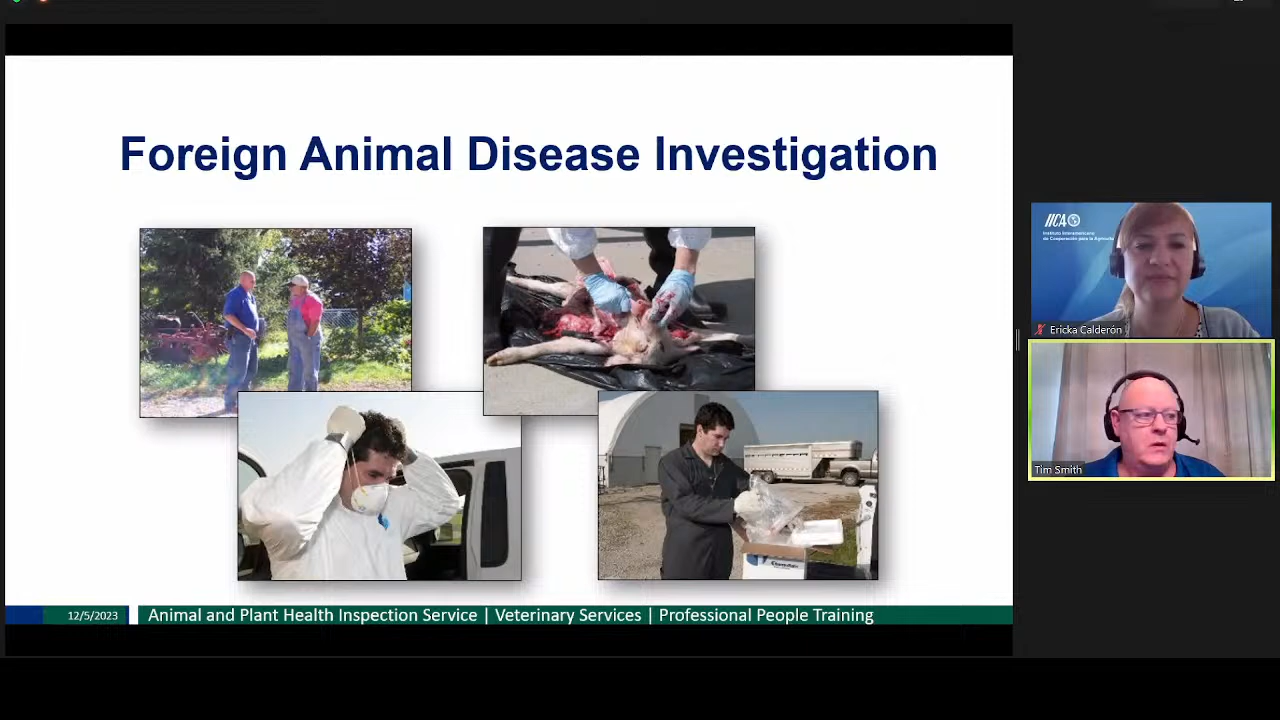 Foreign Animal Disease Investigation
12/5/2023
Animal and Plant Health Inspection Service | Veterinary Services | Professional People Training
IICA
Instituto Interamericano
de Cooperación para la Agricultura
Ericka Calderón
Tim Smith